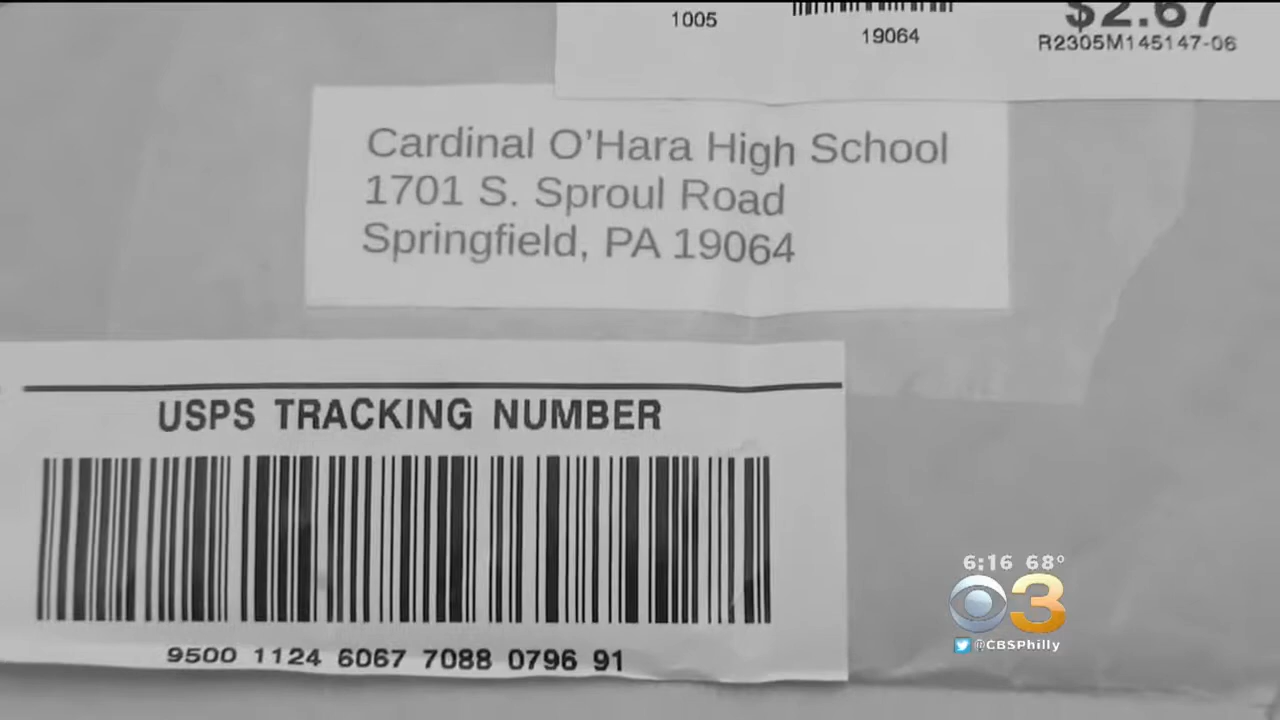 $2.67
1005
19064
R2305M145147-06
Cardinal O'Hara High School
1701 S. Sproul Road
Springfield, PA 19064
USPS TRACKING NUMBER
9500 1124 6067 7088 0796 91
6:16 68°
3
@CBSPhilly